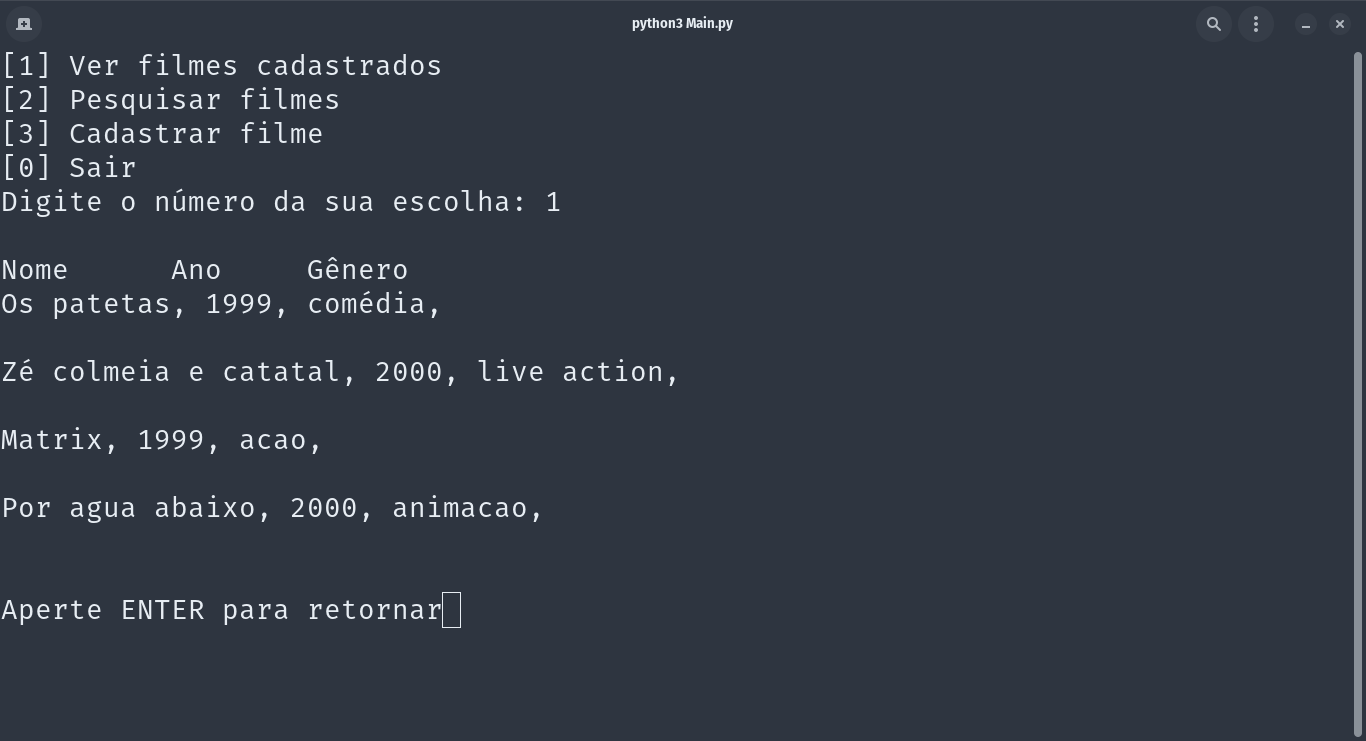 python3 Main.py
[1] Ver filmes cadastrados
[2] Pesquisar filmes
[3] Cadastrar filme
[0] Sair
Digite o número da sua escolha: 1
Nome      Ano     Gênero
Os patetas, 1999, comédia,
Zé colmeia e catatal, 2000, live action,
Matrix, 1999, acao,
Por agua abaixo, 2000, animacao,
Aperte ENTER para retornar